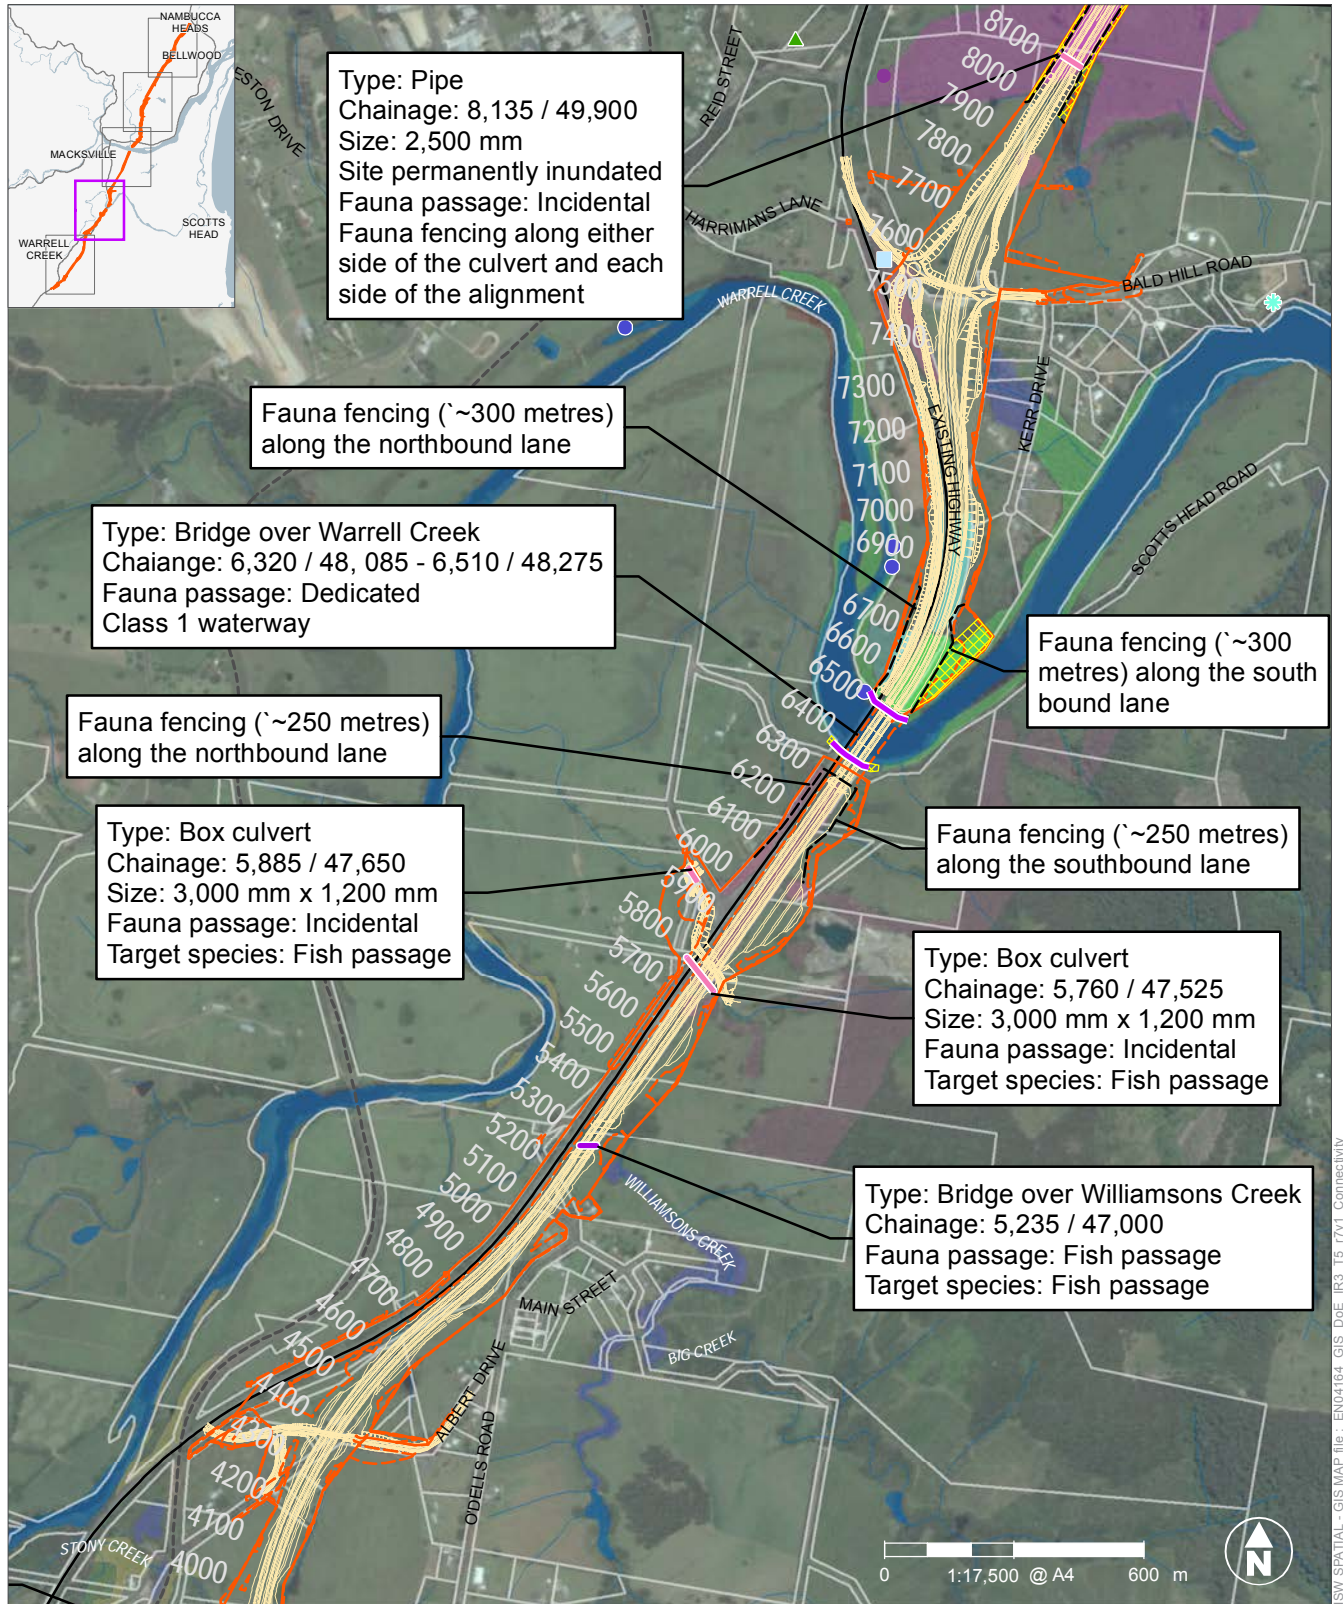 NAMBUCCA
HEADS
BELLWOOD
MACKSVILLE
SCOTTS
HEAD
WARRELL
CREEK
ESTON DRIVE
REID STREET
Type: Pipe
Chainage: 8,135 / 49,900
Size: 2,500 mm
Site permanently inundated
Fauna passage: Incidental
Fauna fencing along either
side of the culvert and each
side of the alignment
8100
8000
7900
7800
7700
7600
HARRIMANS LANE
WARRELL CREEK
BALD HILL ROAD
7300
7200
7100
7000
6900
6700
6600
6500
6400
6300
6200
6100
6000
EXISTING HIGHWAY
KERR DRIVE
SCOTTS HEAD ROAD
Fauna fencing (`~300 metres)
along the northbound lane
Type: Bridge over Warrell Creek
Chaiange: 6,320 / 48, 085 - 6,510 / 48,275
Fauna passage: Dedicated
Class 1 waterway
Fauna fencing (`~300
metres) along the south
bound lane
Fauna fencing (`~250 metres)
along the northbound lane
Fauna fencing (`~250 metres)
along the southbound lane
Type: Box culvert
Chainage: 5,885 / 47,650
Size: 3,000 mm x 1,200 mm
Fauna passage: Incidental
Target species: Fish passage
5900
5800
5700
5600
5500
5400
5300
5200
5100
5000
4900
4800
4700
4600
4500
4400
4200
4100
4000
Type: Box culvert
Chainage: 5,760 / 47,525
Size: 3,000 mm x 1,200 mm
Fauna passage: Incidental
Target species: Fish passage
Type: Bridge over Williamsons Creek
Chainage: 5,235 / 47,000
Fauna passage: Fish passage
Target species: Fish passage
WILLIAMSONS CREEK
MAIN STREET
BIG CREEK
ALBERT DRIVE
O'DELLS ROAD
STONY CREEK
0 1:17,500 @ A4 600 m
N
NSW SPATIAL - GIS MAP file : EN04164_GIS_DoE_IR3_T5_r7v1_Connectivity